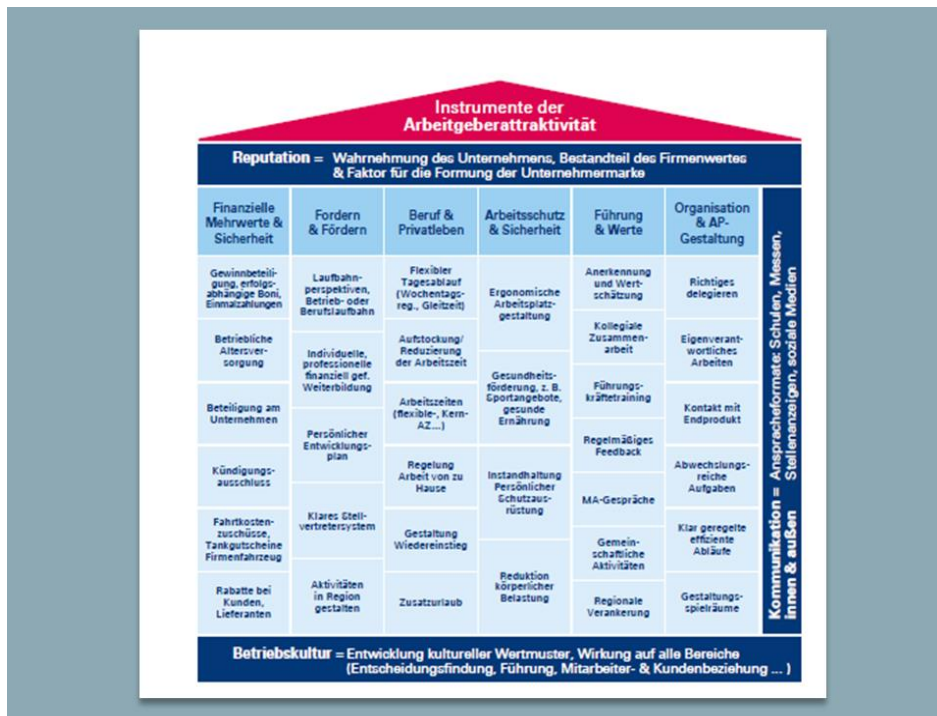 Instrumente der
Arbeitgeberattraktivität
Reputation = Wahrnehmung des Unternehmens, Bestandteil des Firmenwertes
& Faktor für die Formung der Unternehmermarke
Finanzielle
Mehrwerte &
Sicherheit
Gewinnbeteili-
gung, erfolgs-
abhängige Boni,
Einmalzahlungen
Betriebliche
Altersver-
sorgung
Beteiligung am
Unternehmen
Kündigungs-
ausschluss
Fahrtkosten-
zuschüsse,
Tankgutscheine
Firmenfahrzeug
Rabatte bei
Kunden,
Lieferanten
Fordern
& Fördern
Laufbahn-
perspektiven,
Betrieb- oder
Berufslaufbahn
Individuelle,
professionelle
finanziell gef.
Weiterbildung
Persönlicher
Entwicklungs-
plan
Klares Stell-
vertretersystem
Aktivitäten
in Region
gestalten
Beruf &
Privatleben
Flexibler
Tagesablauf
(Wochentags-
reg., Gleitzeit)
Aufstockung/
Reduzierung
der Arbeitszeit
Arbeitszeiten
(flexible-, Kern-
AZ...)
Regelung
Arbeit von zu
Hause
Gestaltung
Wiedereinstieg
Zusatzurlaub
Arbeitsschutz
& Sicherheit
Ergonomische
Arbeitsplatz-
gestaltung
Gesundheits-
förderung, z. B.
Sportangebote,
gesunde
Ernährung
Instandhaltung
Persönlicher
Schutzaus-
rüstung
Reduktion
körperlicher
Belastung
Führung
& Werte
Anerkennung
und Wert-
schätzung
Kollegiale
Zusammen-
arbeit
Führungs-
kräftetraining
Regelmäßiges
Feedback
MA-Gespräche
Gemein-
schaftliche
Aktivitäten
Regionale
Verankerung
Organisation
& AP-
Gestaltung
Richtiges
delegieren
Eigenverant-
wortliches
Arbeiten
Kontakt mit
Endprodukt
Abwechslungs-
reiche
Aufgaben
Klar geregelte
effiziente
Abläufe
Gestaltungs-
spielräume
Kommunikation = Anspracheformate: Schulen, Messen,
innen & außen Stellenanzeigen, soziale Medien
Betriebskultur = Entwicklung kultureller Wertmuster, Wirkung auf alle Bereiche
(Entscheidungsfindung, Führung, Mitarbeiter- & Kundenbeziehung ... )